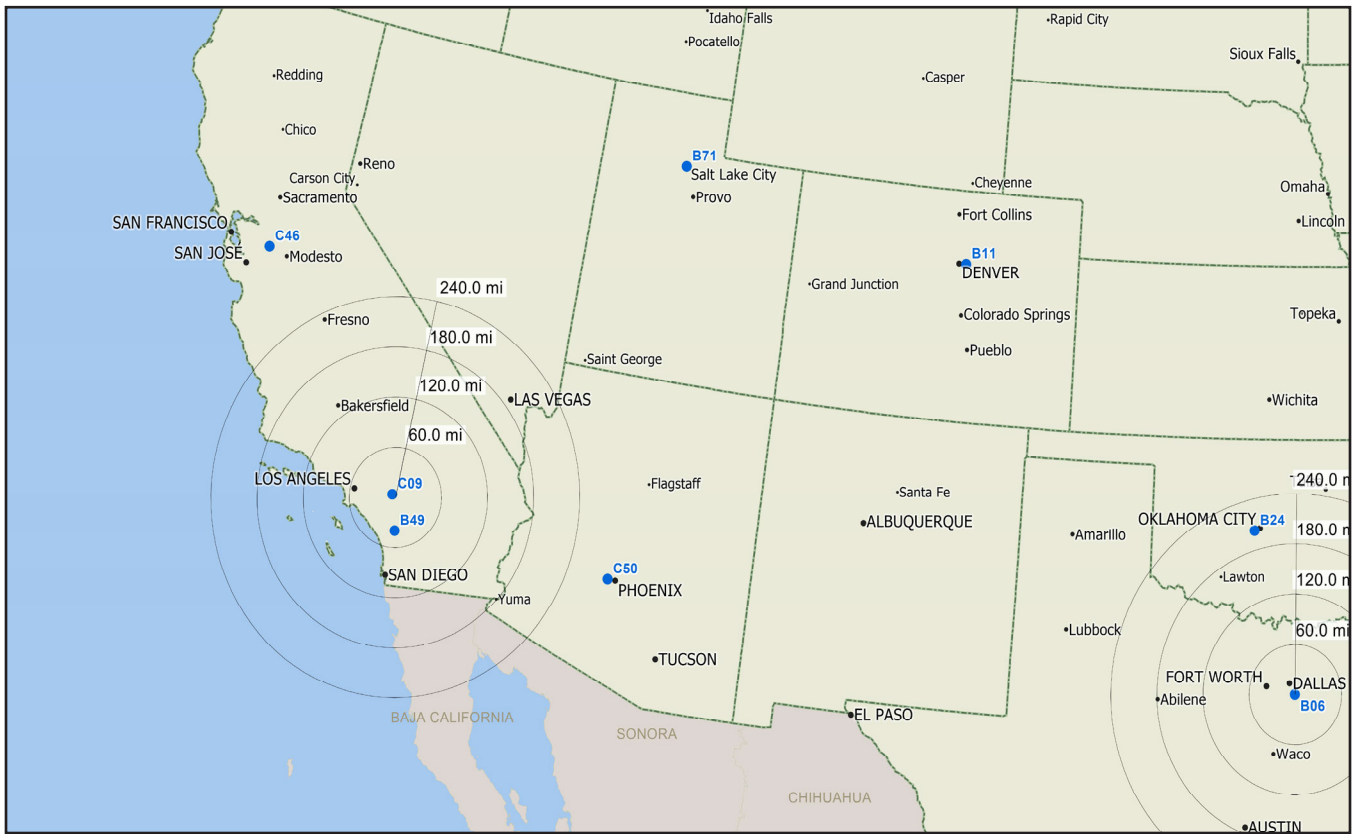 Idaho Falls
Rapid City
Pocatello
Sioux Falls
Redding
Casper
Chico
B71
Reno
Salt Lake City
Carson City
Cheyenne
Omaha
Sacramento
Provo
Fort Collins
Lincoln
SAN FRANCISCO
C46
SAN JOSE
Modesto
B11
DENVER
240.0 mi
Grand Junction
Fresno
Colorado Springs
Topeka
180.0 mi
Pueblo
Saint George
120.0 mi
LAS VEGAS
Wichita
Bakersfield
60.0 mi
LOS ANGELES
C09
Flagstaff
Santa Fe
240.0 m
B49
ALBUQUERQUE
OKLAHOMA CITY
B24
180.0 m
Amarillo
C50
SAN DIEGO
Lawton
120.0 m
PHOENIX
Yuma
Lubbock
60.0 m
TUCSON
FORT WORTH
DALLAS
Abilene
B06
BAJA CALIFORNIA
EL PASO
SONORA
Waco
CHIHUAHUA
AUSTIN